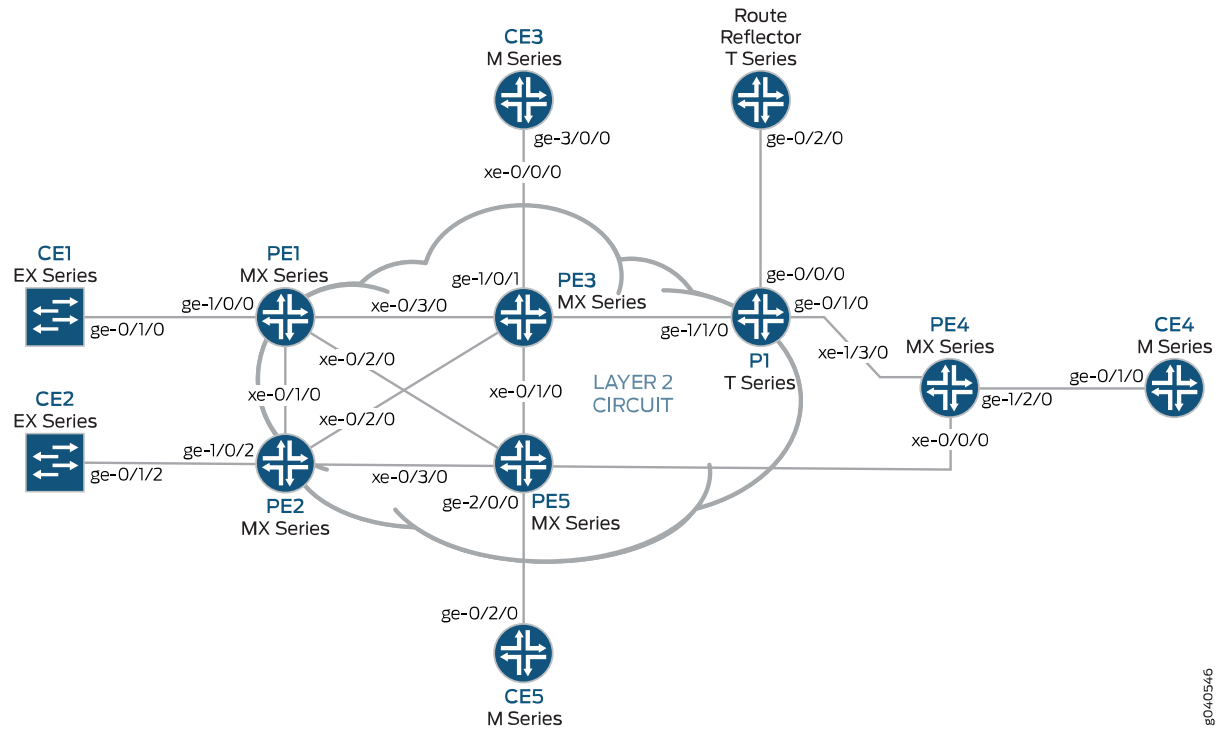 CE3
M Series
Route
Reflector
T Series
ge-3/0/0
ge-0/2/0
xe-0/0/0
CE1
EX Series
PE1
MX Series
ge-1/0/1
PE3
MX Series
ge-0/0/0
ge-0/1/0
ge-1/0/0
xe-0/3/0
ge-0/1/0
ge-1/1/0
PE4
MX Series
CE4
M Series
xe-0/2/0
xe-1/3/0
P1
T Series
LAYER 2
CIRCUIT
ge-0/1/0
ge-1/2/0
xe-0/1/0
xe-0/1/0
CE2
EX Series
xe-0/2/0
xe-0/0/0
ge-1/0/2
ge-0/1/2
xe-0/3/0
ge-2/0/0
PE2
MX Series
PE5
MX Series
ge-0/2/0
CE5
M Series
g040546